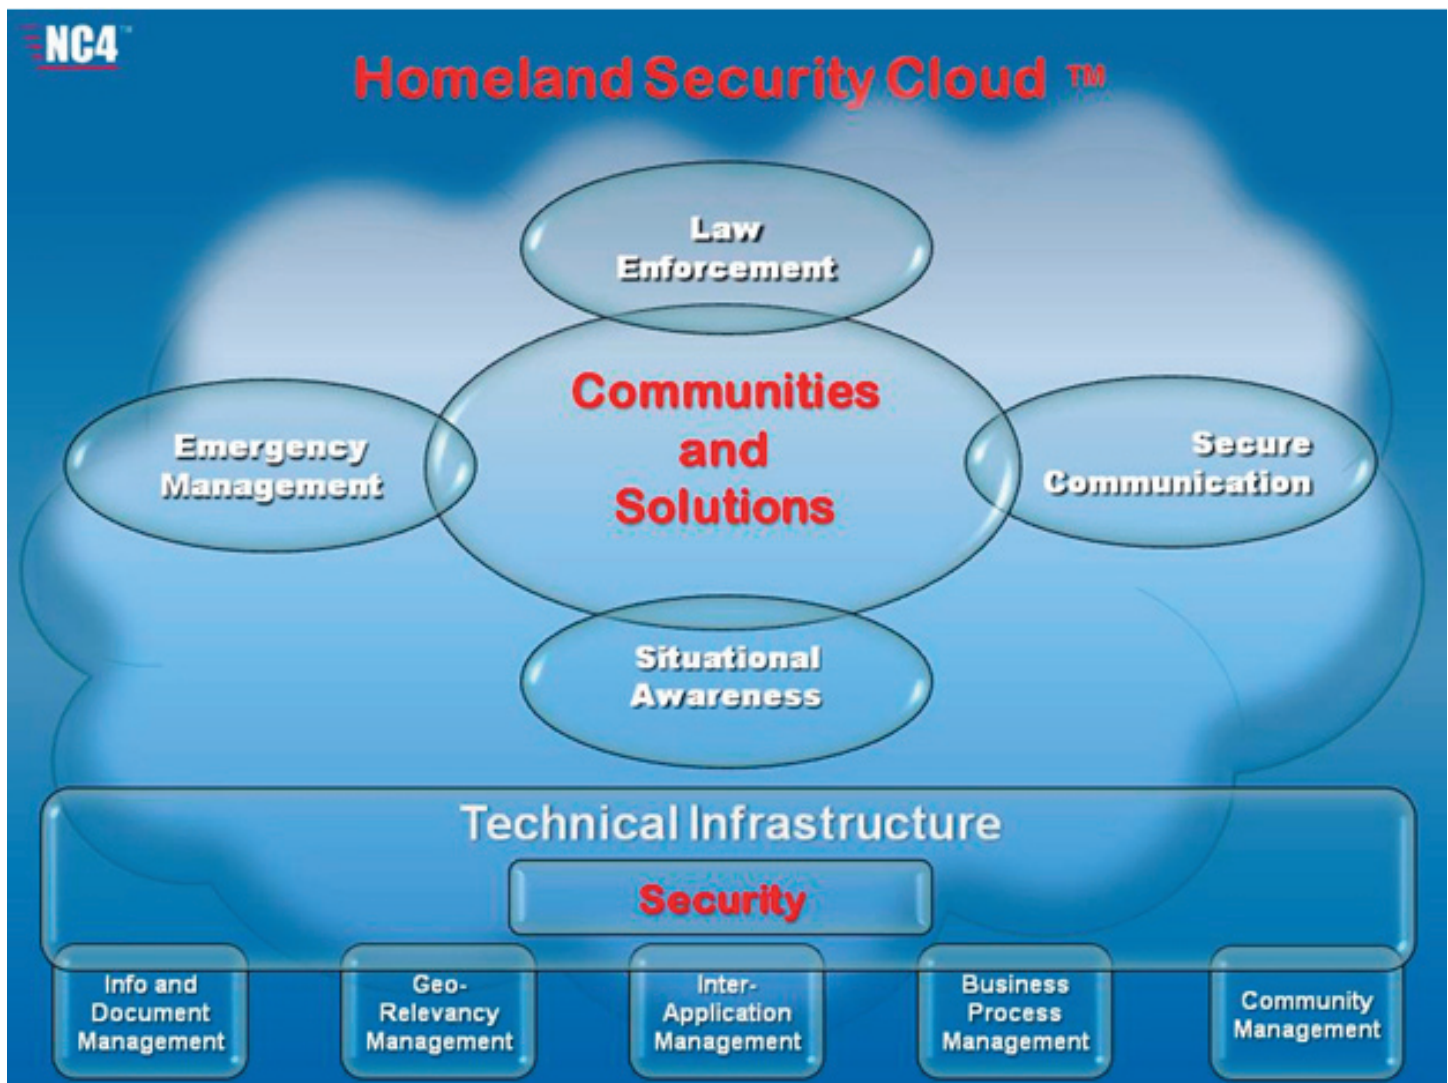 NC4™
Homeland Security Cloud ™
Law
Enforcement
Communities
and
Solutions
Emergency
Management
Secure
Communication
Situational
Awareness
Technical Infrastructure
Security
Info and
Document
Management
Geo-
Relevancy
Management
Inter-
Application
Management
Business
Process
Management
Community
Management